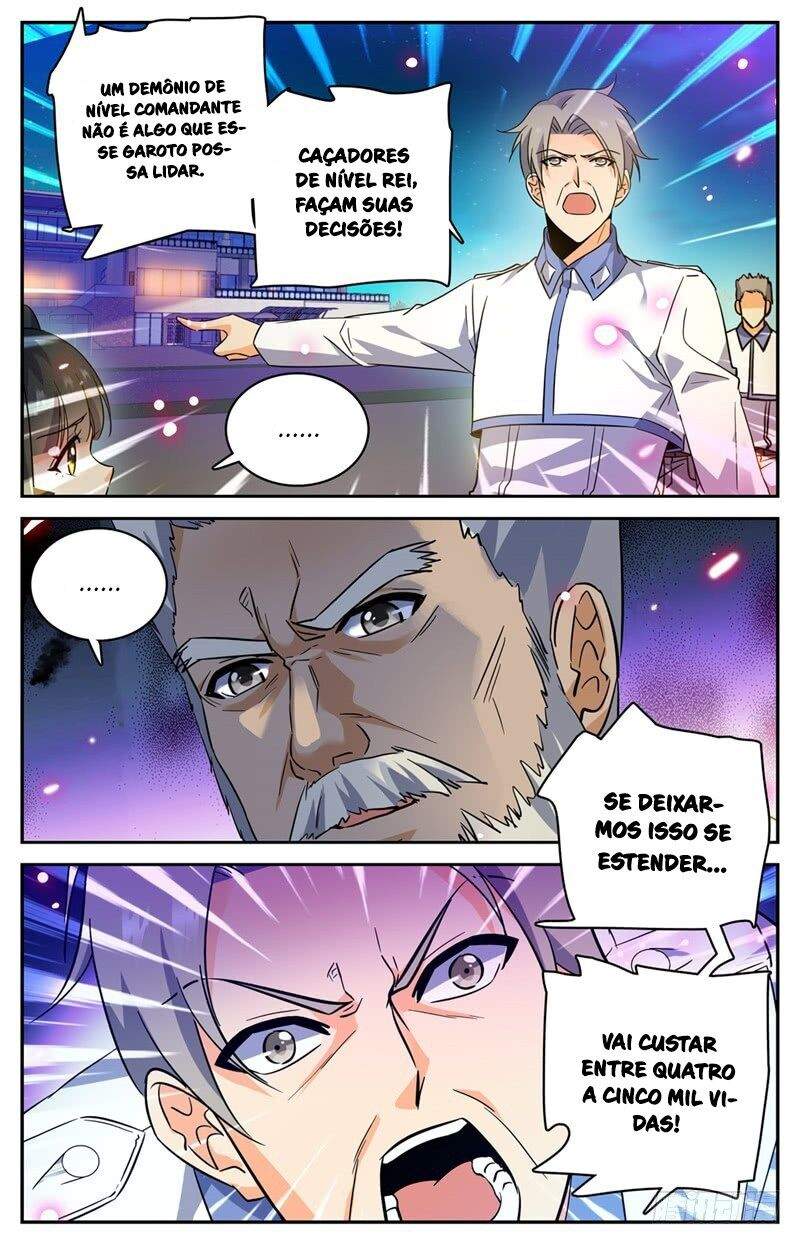 UM DEMÔNIO DE
NÍVEL COMANDANTE
NÃO É ALGO QUE ES-
SE GAROTO POS-
SA LIDAR.
CAÇADORES
DE NÍVEL REI,
FAÇAM SUAS
DECISÕES!
......
......
SE DEIXAR-
MOS ISSO SE
ESTENDER...
VAI CUSTAR
ENTRE QUATRO
A CINCO MIL VI-
DAS!